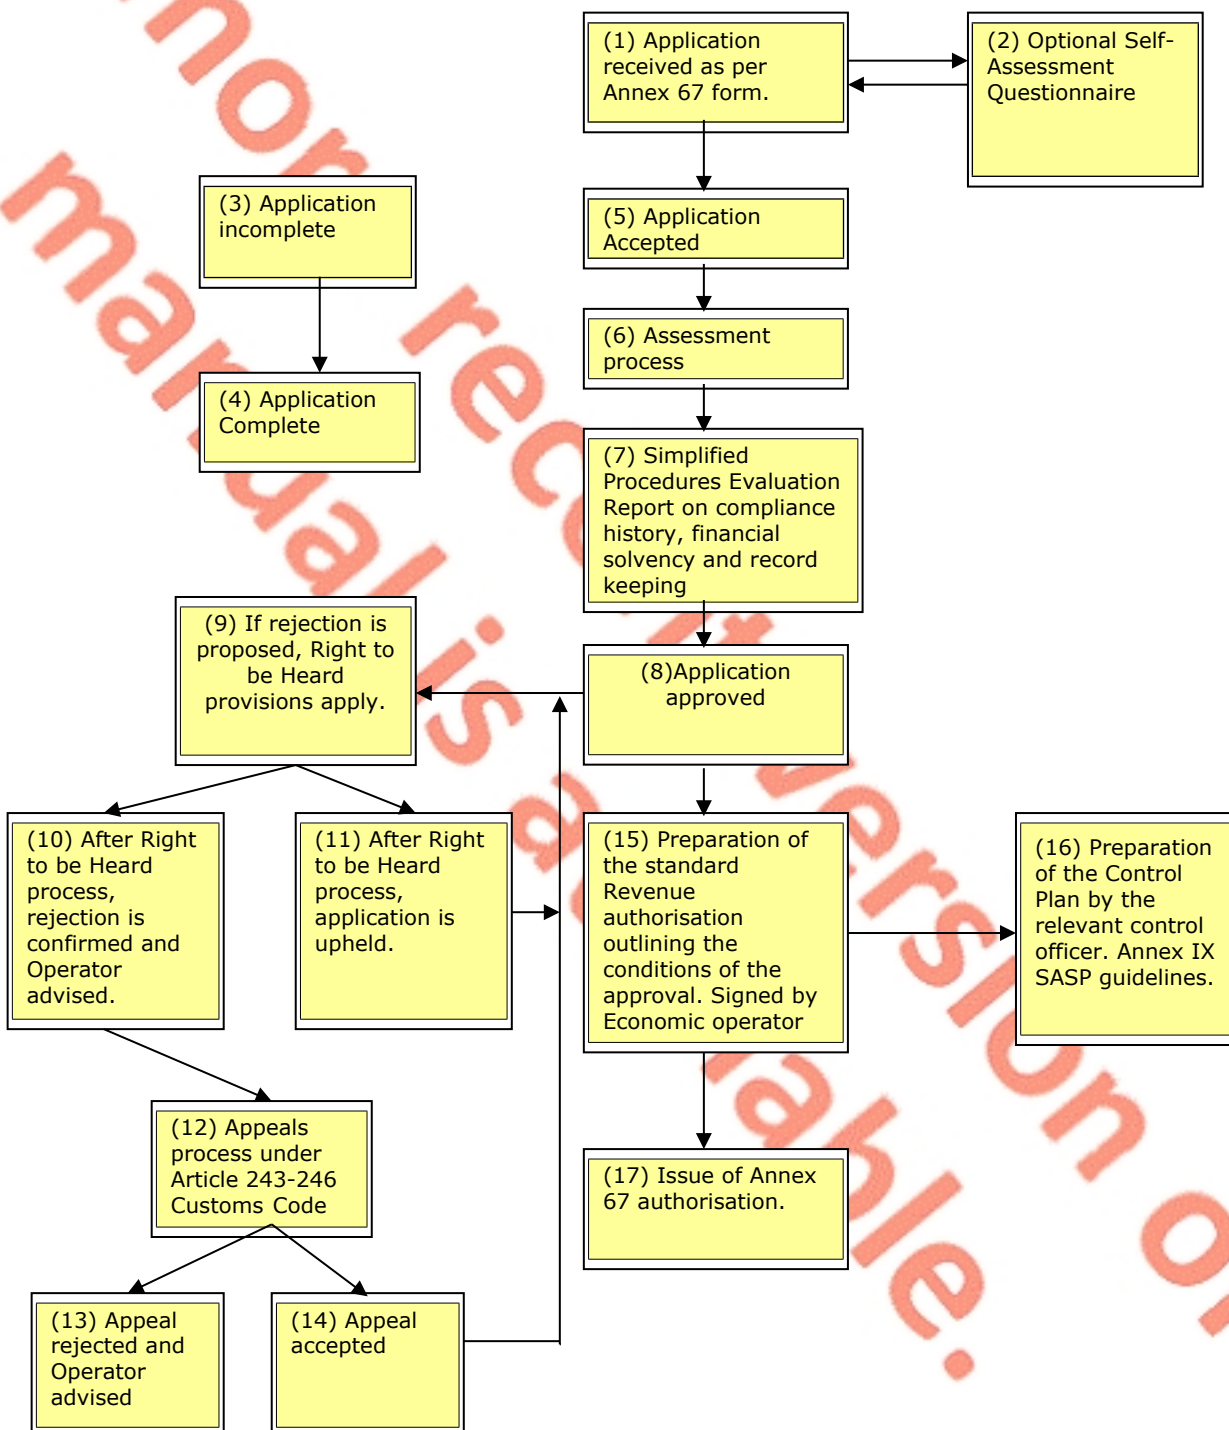 (1) Application
received as per
Annex 67 form.
(2) Optional Self-
Assessment
Questionnaire
(3) Application
incomplete
(5) Application
Accepted
(6) Assessment
process
(4) Application
Complete
(7) Simplified
Procedures Evaluation
Report on compliance
history, financial
solvency and record
keeping
(9) If rejection is
proposed, Right to
be Heard
provisions apply.
(8)Application
approved
(10) After Right
to be Heard
process,
rejection is
confirmed and
Operator
advised.
(11) After Right
to be Heard
process,
application is
upheld.
(15) Preparation of
the standard
Revenue
authorisation
outlining the
conditions of the
approval. Signed by
Economic operator
(16) Preparation
of the Control
Plan by the
relevant control
officer. Annex IX
SASP guidelines.
(12) Appeals
process under
Article 243-246
Customs Code
(17) Issue of Annex
67 authorisation.
(13) Appeal
rejected and
Operator
advised
(14) Appeal
accepted
manual is available.